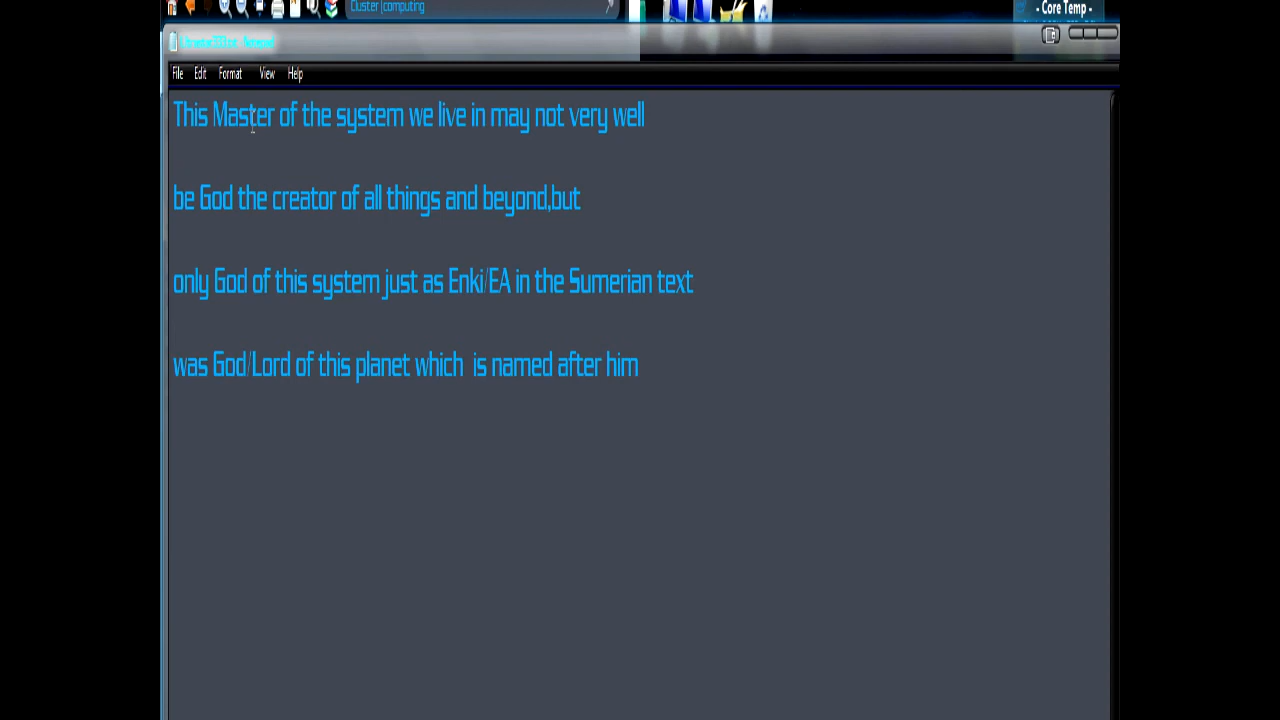 Cluster computing
- Core Temp -
File Edit Format View Help
This Master of the system we live in may not very well
be God the creator of all things and beyond,but
only God of this system just as Enki/EA in the Sumerian text
was God/Lord of this planet which  is named after him